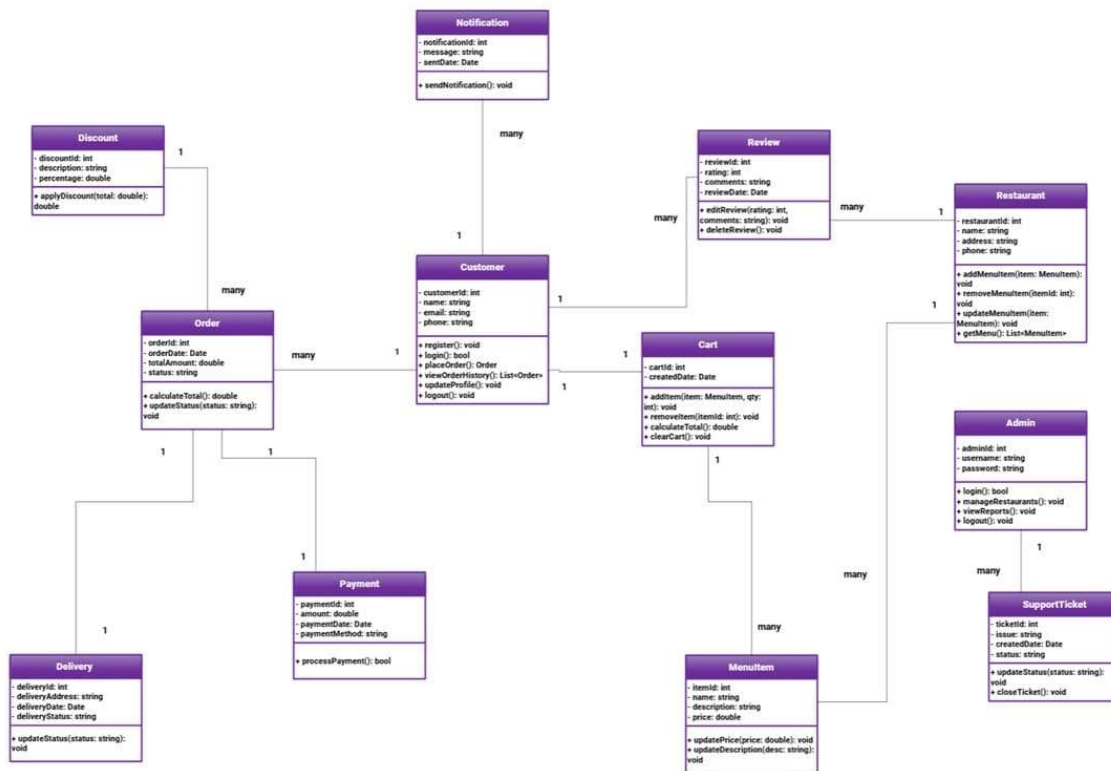 Notification
- notificationId: int
- message: string
- sentDate: Date
+ sendNotification(): void
many
1
Discount
- discountId: int
- description: string
- percentage: double
+ applyDiscount(total: double):
double
1
many
Review
- reviewId: int
- rating: int
- comments: string
- reviewDate: Date
+ editReview(rating: int,
comments: string): void
+ deleteReview(): void
many
1
many
1
Restaurant
- restaurantId: int
- name: string
- address: string
- phone: string
+ addMenuItem(item: MenuItem):
void
+ removeMenuItem(itemId: int):
void
+ updateMenuItem(item:
MenuItem): void
+ getMenu(): List<MenuItem>
1
many
Customer
- customerId: int
- name: string
- email: string
- phone: string
+ register(): void
+ login(): bool
+ placeOrder(): Order
+ viewOrderHistory(): List<Order>
+ updateProfile(): void
+ logout(): void
Order
- orderId: int
- orderDate: Date
- totalAmount: double
- status: string
+ calculateTotal(): double
+ updateStatus(status: string):
void
many
1
1
1
Cart
- cartId: int
- createdDate: Date
+ addItem(item: MenuItem, qty:
int): void
+ removeItem(itemId: int): void
+ calculateTotal(): double
+ clearCart(): void
1
many
Admin
- adminId: int
- username: string
- password: string
+ login(): bool
+ manageRestaurants(): void
+ viewReports(): void
+ logout(): void
1
many
SupportTicket
- ticketId: int
- issue: string
- createdDate: Date
- status: string
+ updateStatus(status: string):
void
+ closeTicket(): void
1
1
1
1
Payment
- paymentId: int
- amount: double
- paymentDate: Date
- paymentMethod: string
+ processPayment(): bool
Delivery
- deliveryId: int
- deliveryAddress: string
- deliveryDate: Date
- deliveryStatus: string
+ updateStatus(status: string):
void
MenuItem
- itemId: int
- name: string
- description: string
- price: double
+ updatePrice(price: double): void
+ updateDescription(desc: string):
void